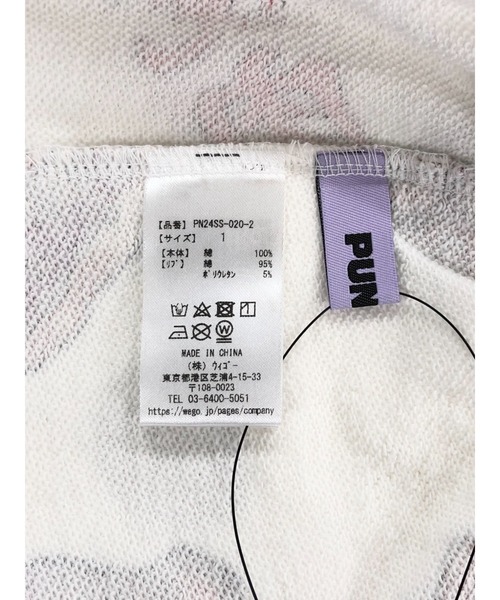 【品番】 PN24SS-020-2
【サイズ】 1
【本体】 綿 100%
【リブ】 綿 95%
ポリウレタン 5%
MADE IN CHINA
(株) ウィゴー
東京都港区芝浦4-15-33
〒108-0023
TEL 03-6400-5051
https://wego.jp/pages/company
PUN